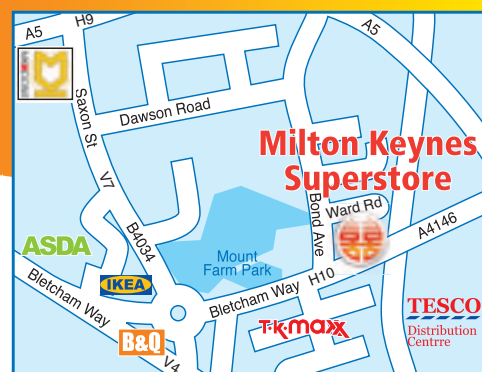 H9
A5
A5
Saxon St
Dawson Road
Milton Keynes
Superstore
V7
Bond Ave
Ward Rd
B4034
A4146
ASDA
Mount
Farm Park
IKEA
Bletcham Way
Bletcham Way
H10
TESCO
Distribution
Centrre
T·K·maxx
B&Q
V4